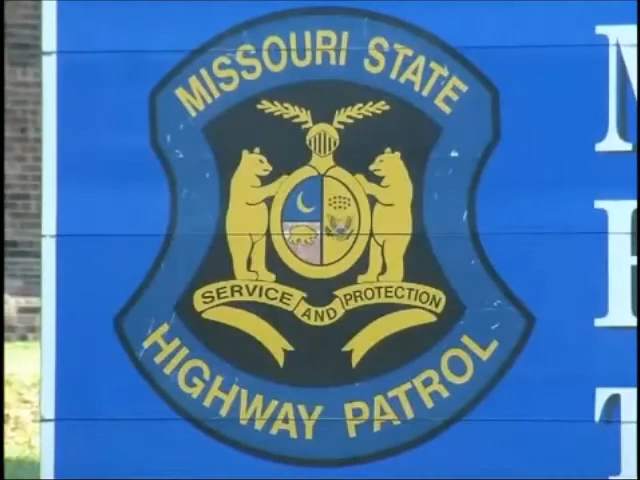 MISSOURI STATE
SERVICE AND PROTECTION
HIGHWAY PATROL
M
H
T